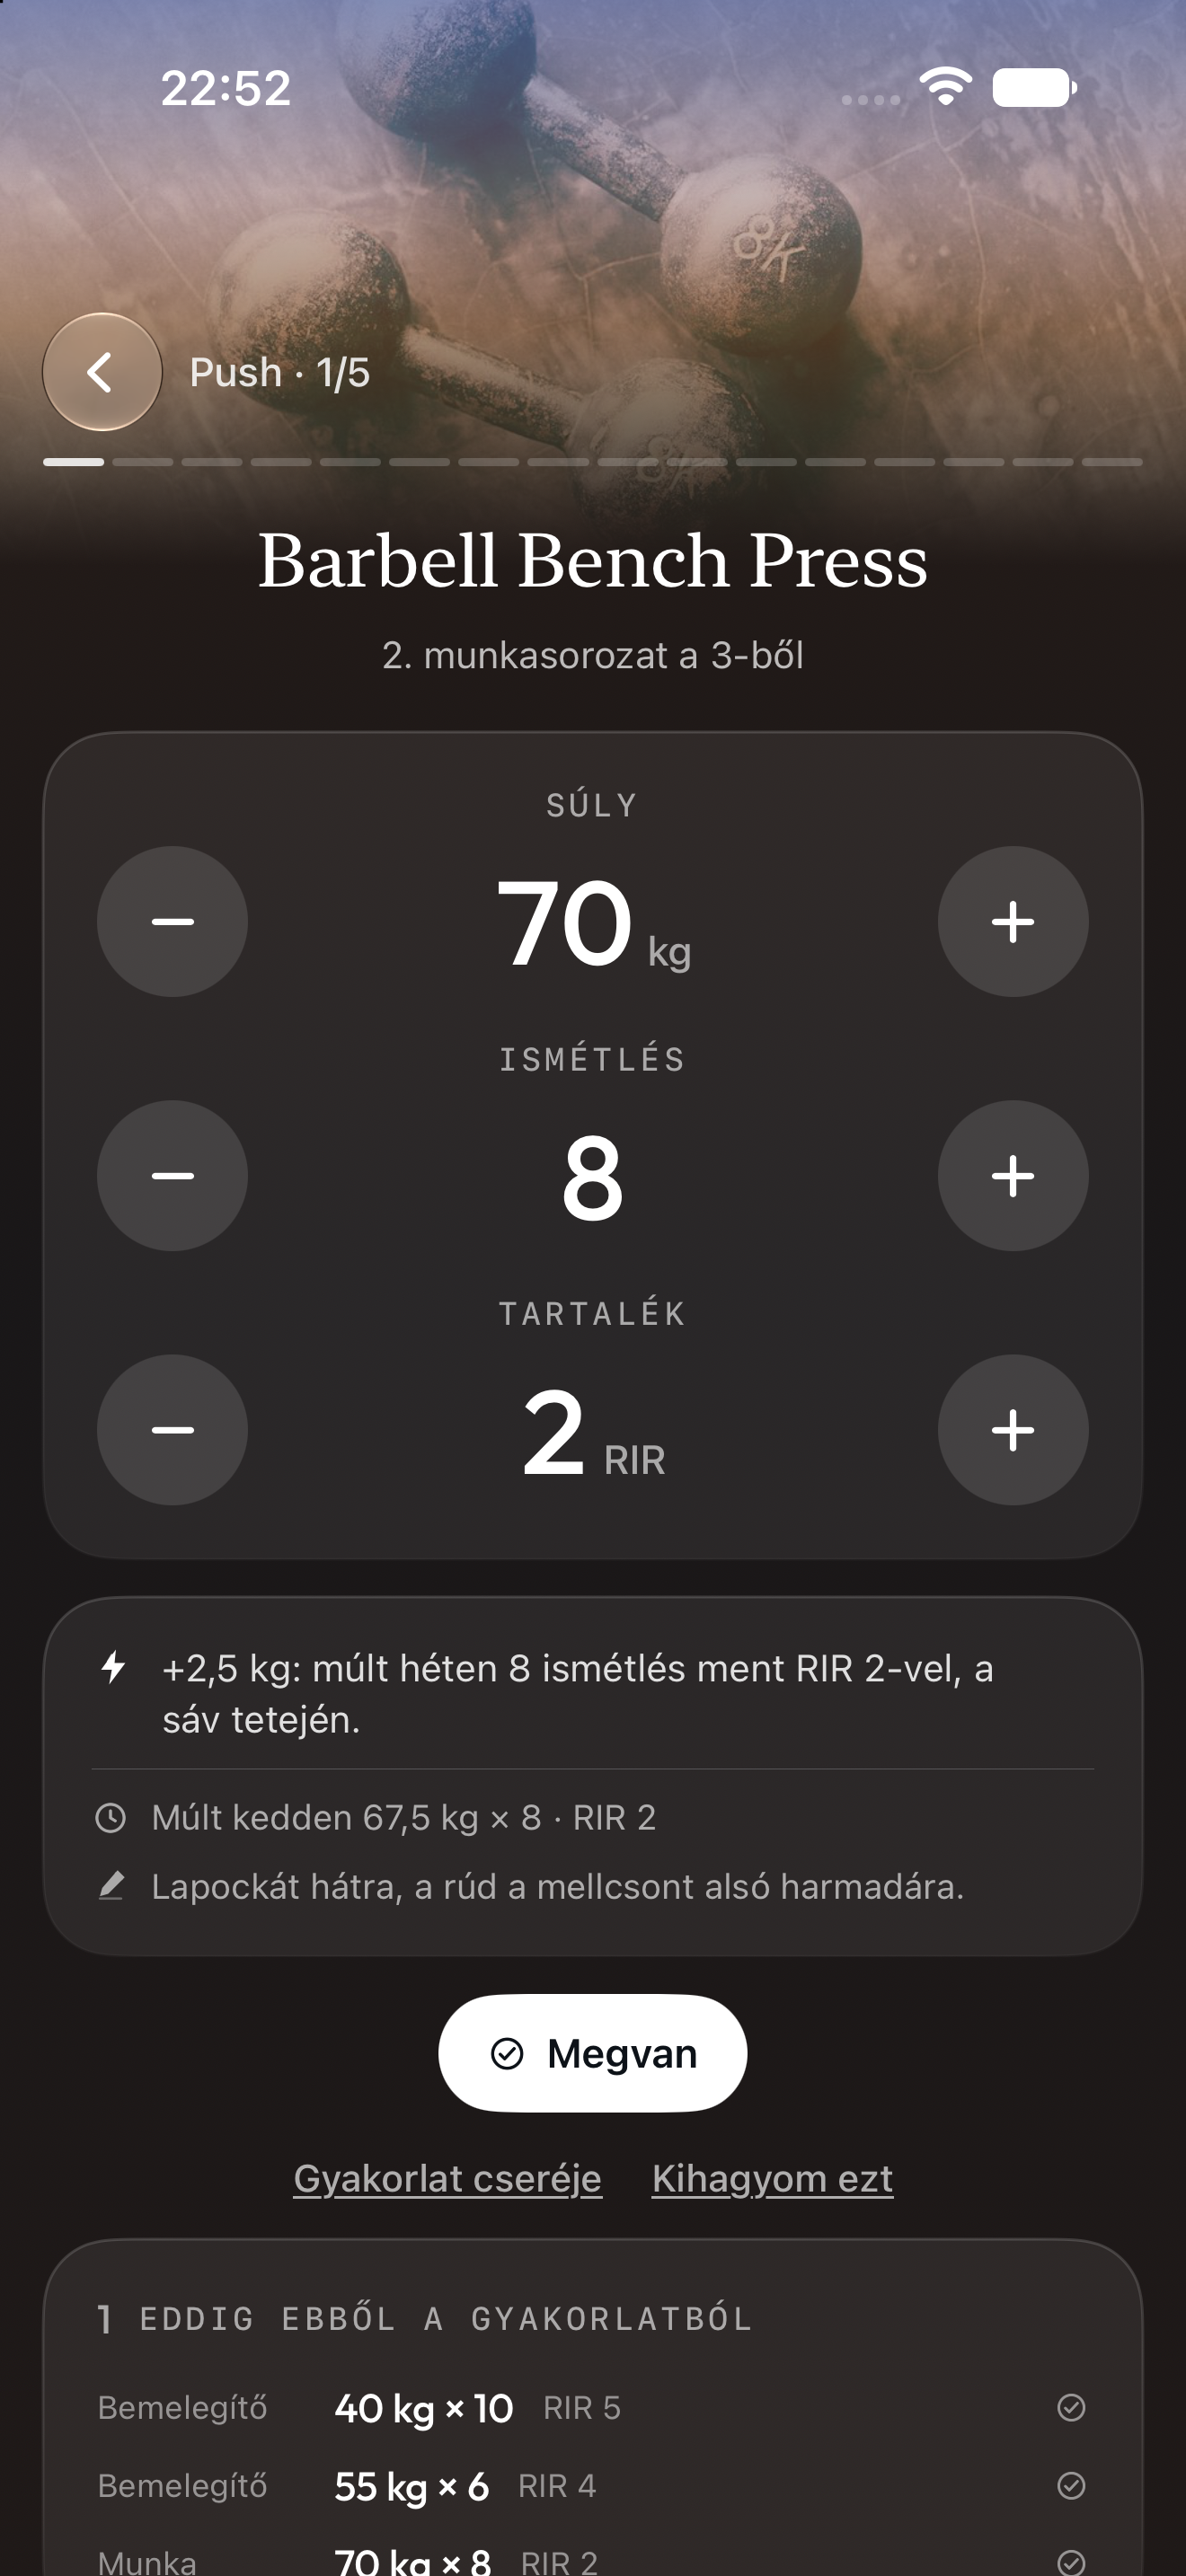 22:52
8K
Push · 1/5
8K
Barbell Bench Press
2. munkasorozat a 3-ből
SÚLY
70 kg
ISMÉTLÉS
8
TARTALÉK
2 RIR
+2,5 kg: múlt héten 8 ismétlés ment RIR 2-vel, a
sáv tetején.
Múlt kedden 67,5 kg × 8 · RIR 2
Lapockát hátra, a rúd a mellcsont alsó harmadára.
Megvan
Gyakorlat cseréje Kihagyom ezt
1 EDDIG EBBŐL A GYAKORLATBÓL
Bemelegítő 40 kg × 10 RIR 5
Bemelegítő 55 kg × 6 RIR 4
Munka 70 kg × 8 RIR 2